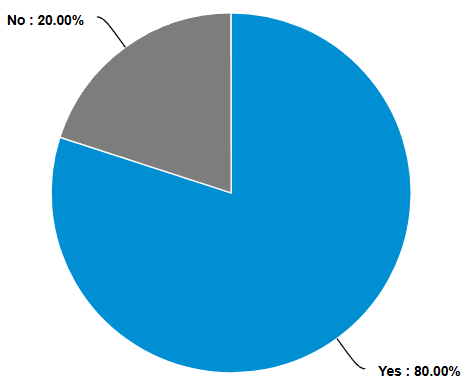 No : 20.00%
Yes : 80.00%